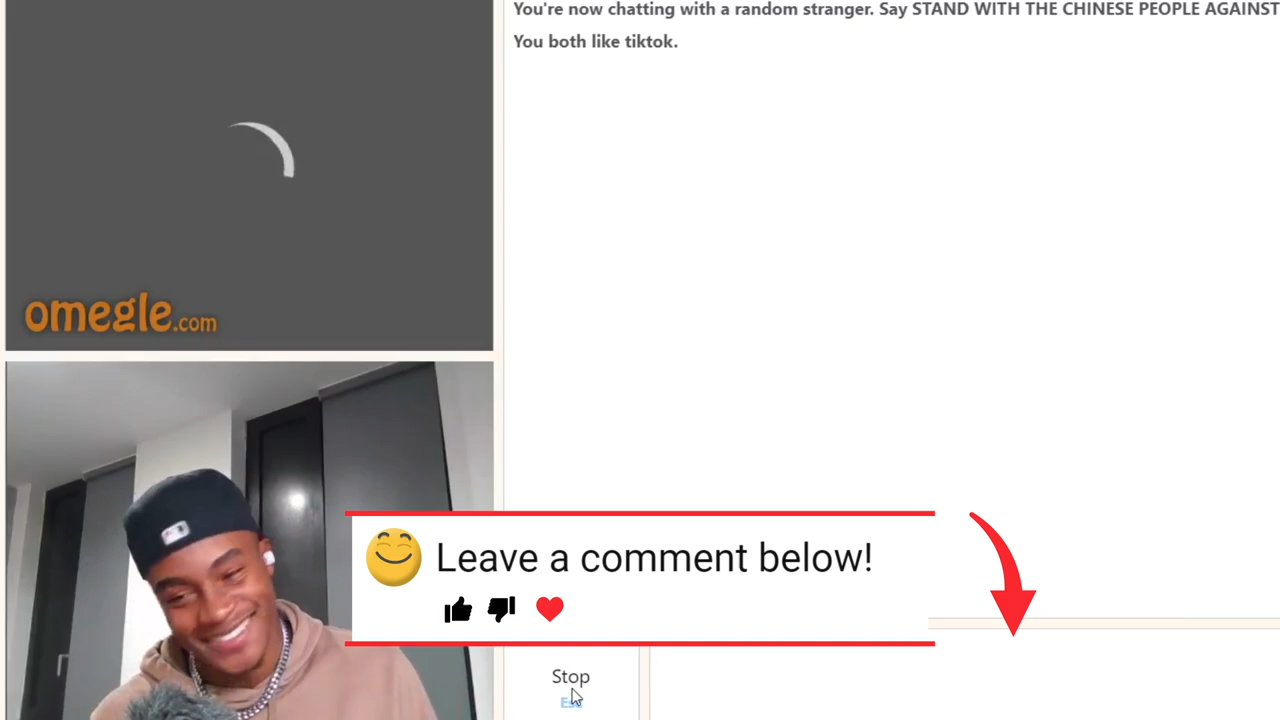 You're now chatting with a random stranger. Say STAND WITH THE CHINESE PEOPLE AGAINST
You both like tiktok.
omegle.com
Leave a comment below!
Stop